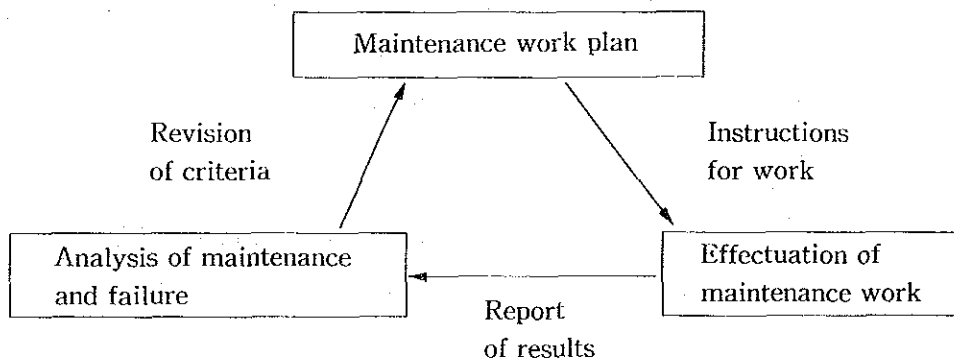 Maintenance work plan
Revision
of criteria
Instructions
for work
Analysis of maintenance
and failure
Effectuation of
maintenance work
Report
of results